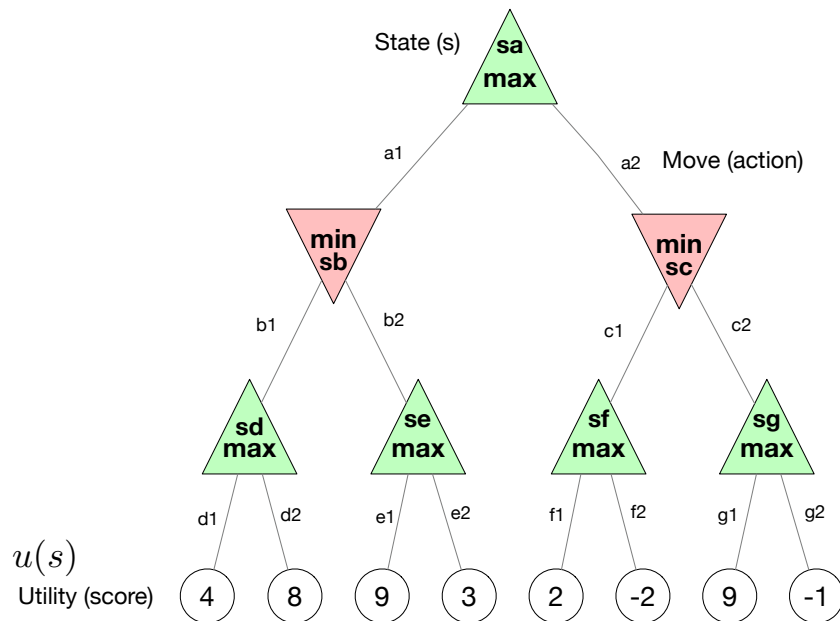 State (s)
sa
max
a1
a2
Move (action)
min
sb
min
sc
b1
b2
c1
c2
sd
max
se
max
sf
max
sg
max
d1
d2
e1
e2
f1
f2
g1
g2
u(s)
Utility (score)
4
8
9
3
2
-2
9
-1